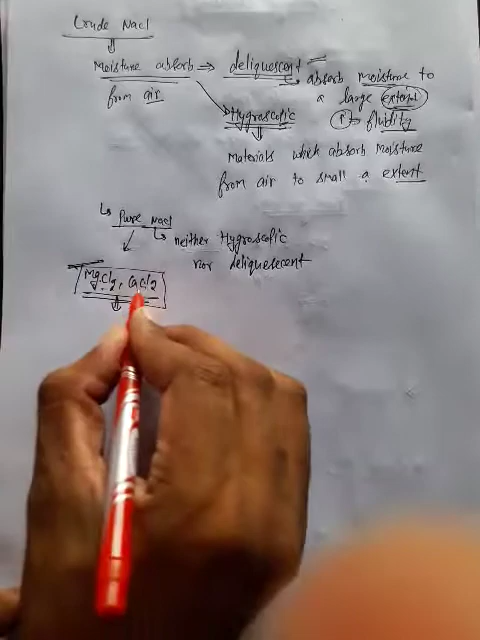 Crude Nacl
⇓
Moisture absorb ⇒ deliquescent
from air
↳ absorb moisture to
a large extent
⇒ fluidity
Hygroscopic
⇓
Materials which absorb Moisture
from air to small a extent
↳ Pure Nacl
↳ neither Hygroscopic
nor deliquescent
MgCl2, CaCl2
⇓